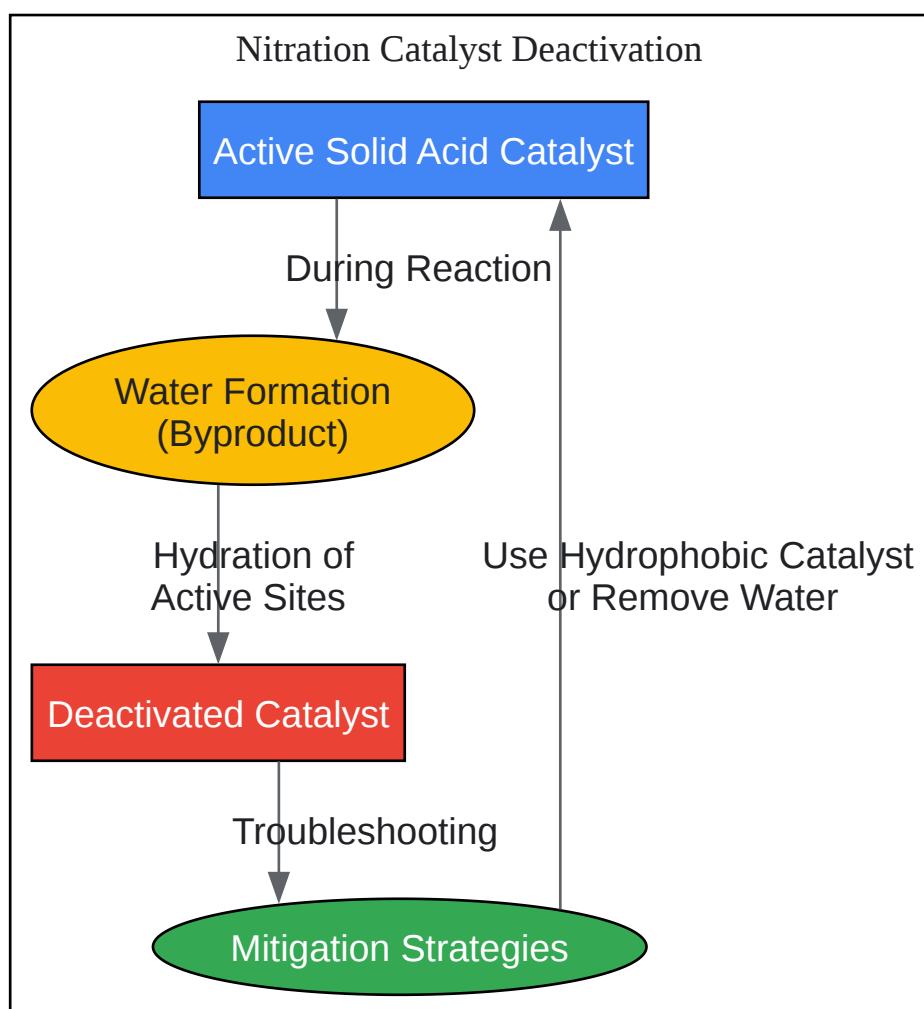 Nitration Catalyst Deactivation
Active Solid Acid Catalyst
During Reaction
Water Formation
(Byproduct)
Hydration of
Active Sites
Use Hydrophobic Catalyst
or Remove Water
Deactivated Catalyst
Troubleshooting
Mitigation Strategies